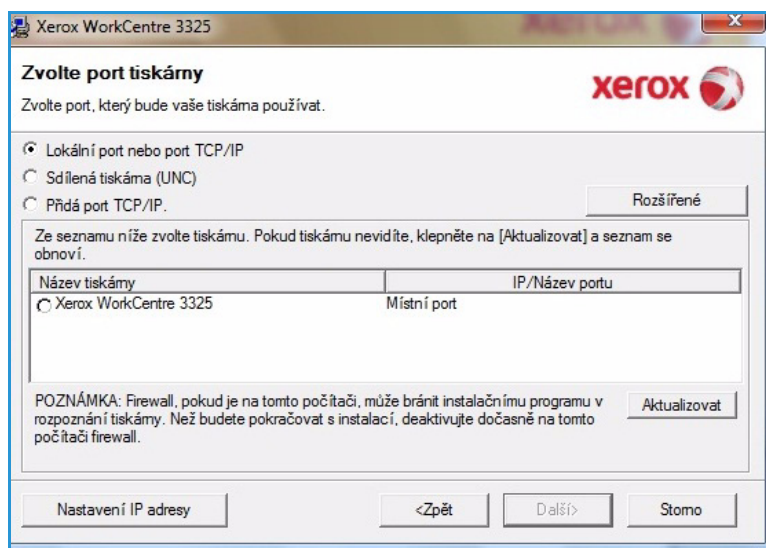 Xerox WorkCentre 3325
Zvolte port tiskárny
Zvolte port, který bude vaše tiskárna používat.
xerox
Lokální port nebo port TCP/IP
Sdílená tiskárna (UNC)
Přidá port TCP/IP.
Rozšířené
Ze seznamu níže zvolte tiskárnu. Pokud tiskárnu nevidíte, klepněte na [Aktualizovat] a seznam se
obnoví.
Název tiskárny IP/Název portu
Xerox WorkCentre 3325 Místní port
POZNÁMKA: Firewall, pokud je na tomto počítači, může bránit instalačnímu programu v
rozpoznání tiskárny. Než budete pokračovat s instalací, deaktivujte dočasně na tomto
počítači firewall.
Aktualizovat
Nastavení IP adresy <Zpět Další> Storno